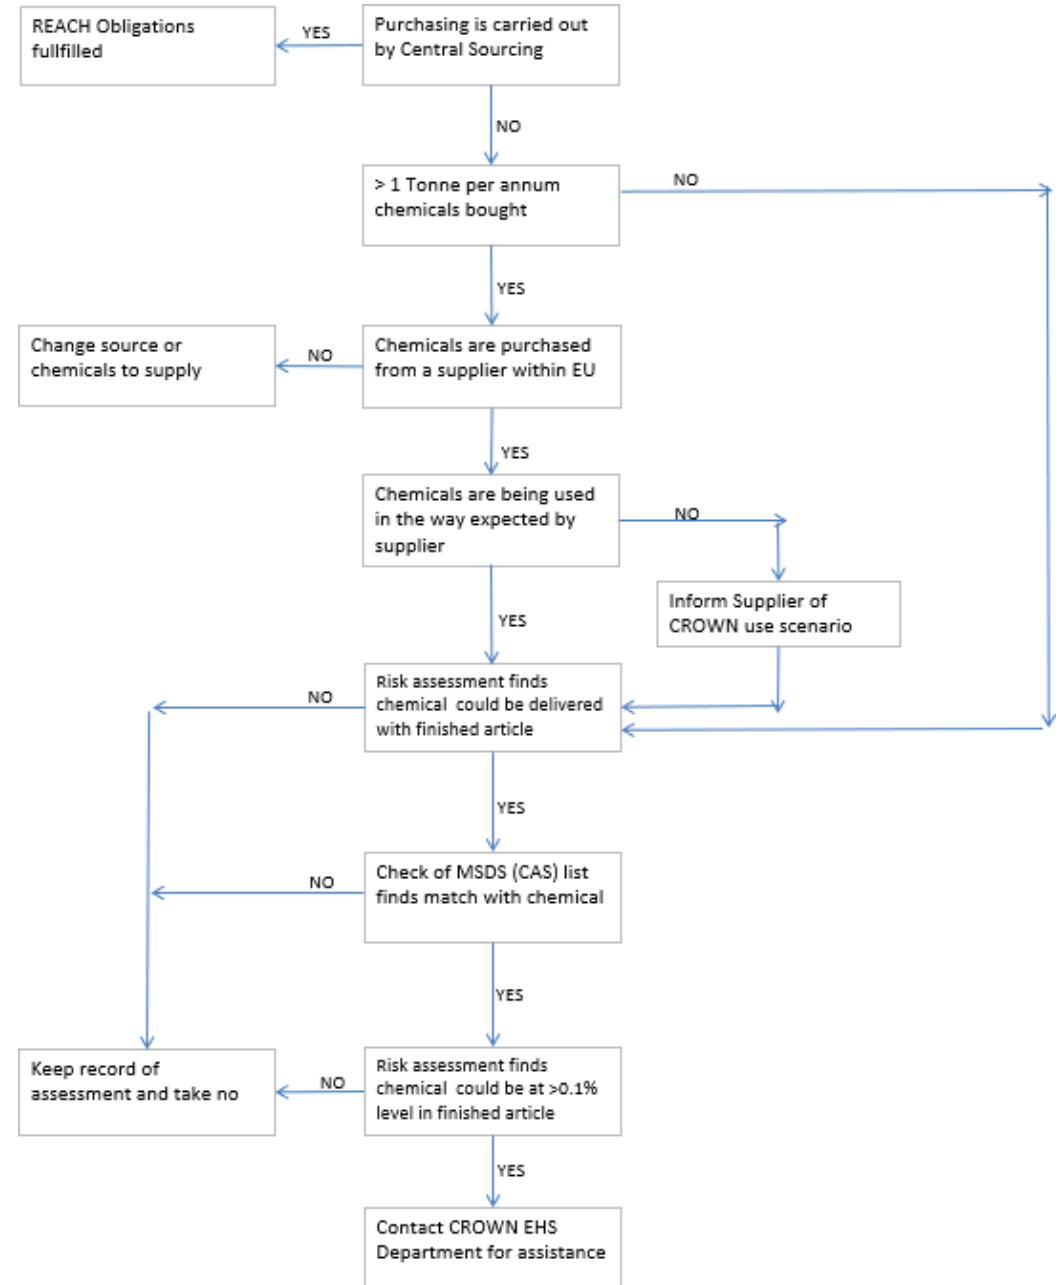 REACH Obligations
fullfilled
YES
Purchasing is carried out
by Central Sourcing
NO
> 1 Tonne per annum
chemicals bought
NO
YES
Change source or
chemicals to supply
NO
Chemicals are purchased
from a supplier within EU
YES
Chemicals are being used
in the way expected by
supplier
NO
Inform Supplier of
CROWN use scenario
YES
NO
Risk assessment finds
chemical could be delivered
with finished article
YES
NO
Check of MSDS (CAS) list
finds match with chemical
YES
Keep record of
assessment and take no
NO
Risk assessment finds
chemical could be at >0.1%
level in finished article
YES
Contact CROWN EHS
Department for assistance